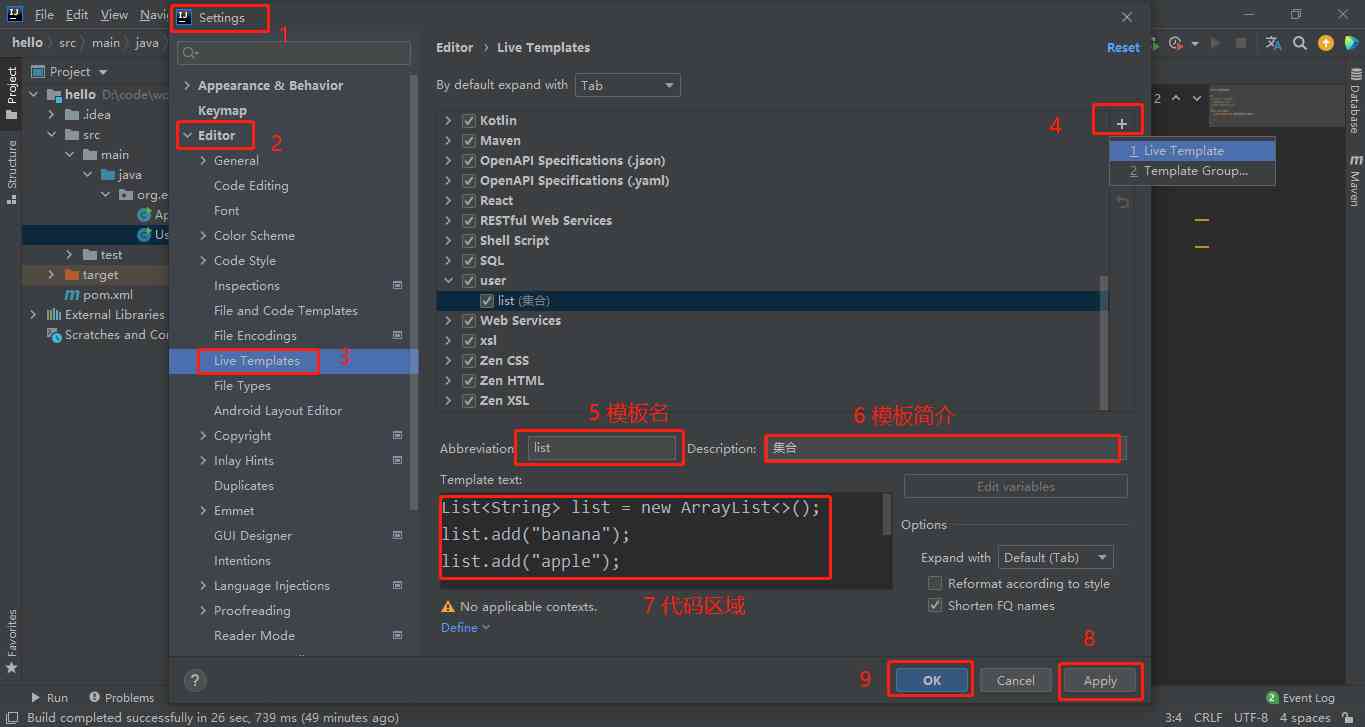 File Edit View Navi
Settings
1
hello src main java
Project
hello D:\code\wo
.idea
src
main
java
org.e
Ap
Us
test
target
pom.xml
External Libraries
Scratches and Co
Project
Structure
Favorites
Appearance & Behavior
Keymap
Editor
2
General
Code Editing
Font
Color Scheme
Code Style
Inspections
File and Code Templates
File Encodings
Live Templates
3
File Types
Android Layout Editor
Copyright
Inlay Hints
Duplicates
Emmet
GUI Designer
Intentions
Language Injections
Proofreading
Reader Mode
Editor › Live Templates
Reset
By default expand with Tab
Kotlin
Maven
OpenAPI Specifications (.json)
OpenAPI Specifications (.yaml)
React
RESTful Web Services
Shell Script
SQL
user
list (集合)
Web Services
xsl
Zen CSS
Zen HTML
Zen XSL
4
+
1 Live Template
2 Template Group...
5 模板名
6 模板简介
Abbreviation list Description: 集合
Template text:
Edit variables
List<String> list = new ArrayList<>();
list.add("banana");
list.add("apple");
Options
Expand with Default (Tab)
Reformat according to style
Shorten FQ names
No applicable contexts.
Define
7 代码区域
8
9
?
OK
Cancel
Apply
2
Database
Maven
Run Problems
2 Event Log
Build completed successfully in 26 sec, 739 ms (49 minutes ago)
3:4 CRLF UTF-8 4 spaces